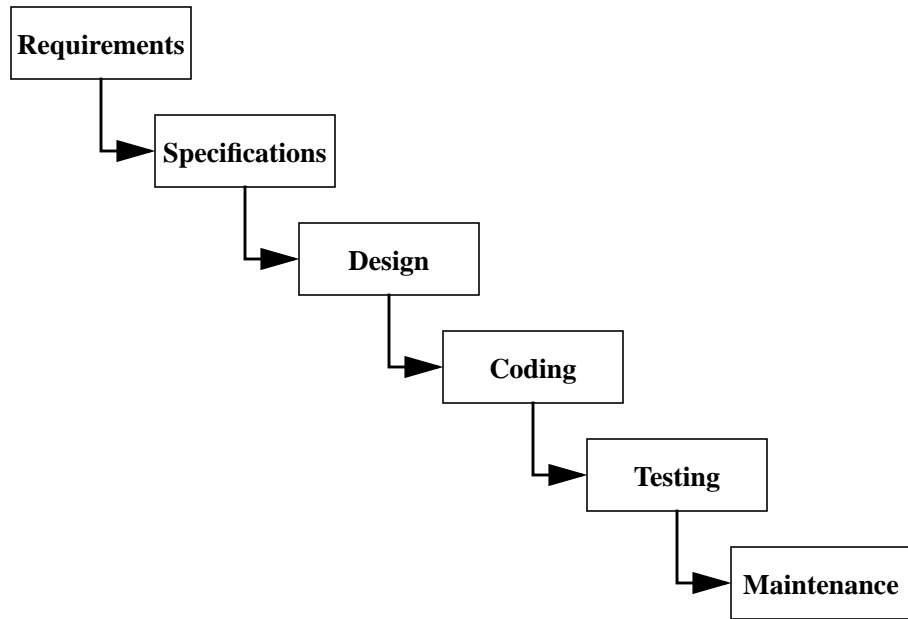 Requirements
Specifications
Design
Coding
Testing
Maintenance